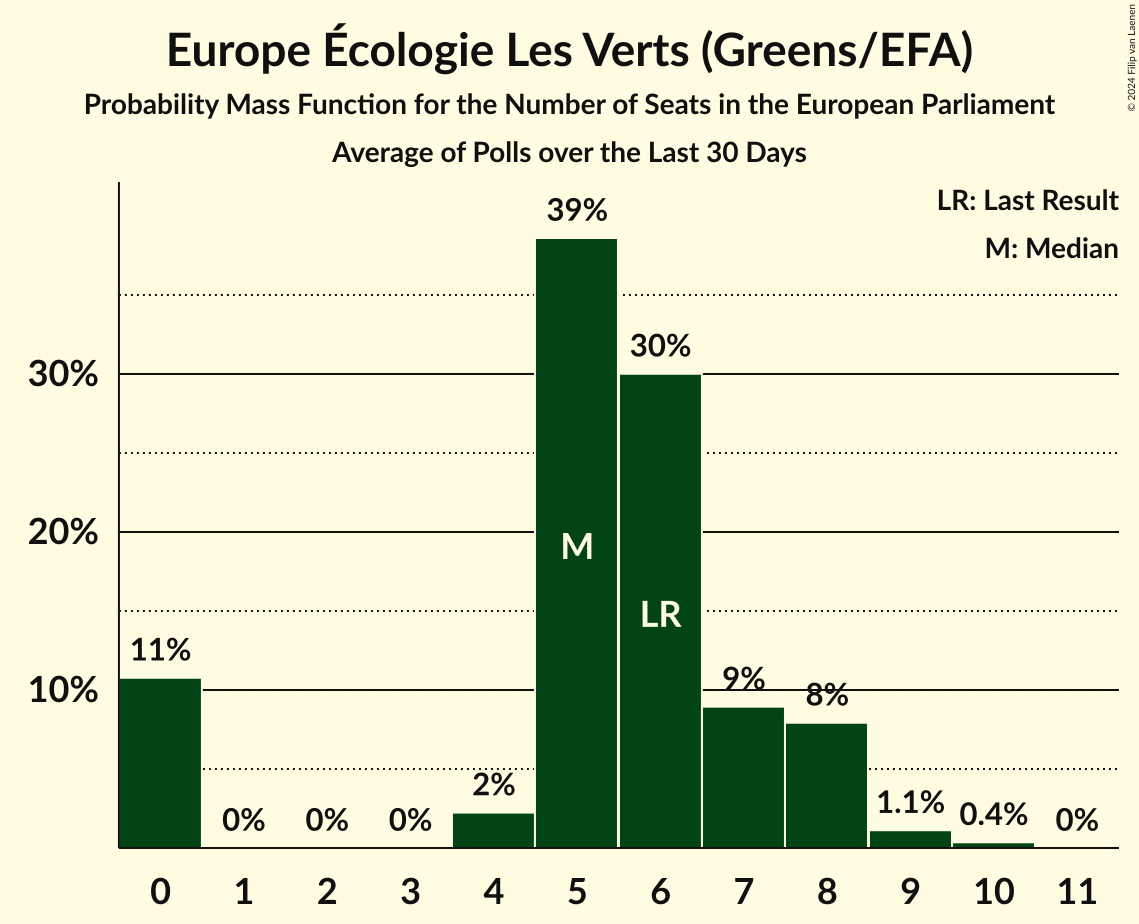 Europe Écologie Les Verts (Greens/EFA)
Probability Mass Function for the Number of Seats in the European Parliament
Average of Polls over the Last 30 Days
© 2024 Filip van Laenen
LR: Last Result
M: Median
39%
30%
30%
20%
M
LR
11%
10%
9%
8%
2%
0%
0%
0%
1.1%
0.4%
0%
0 1 2 3 4 5 6 7 8 9 10 11